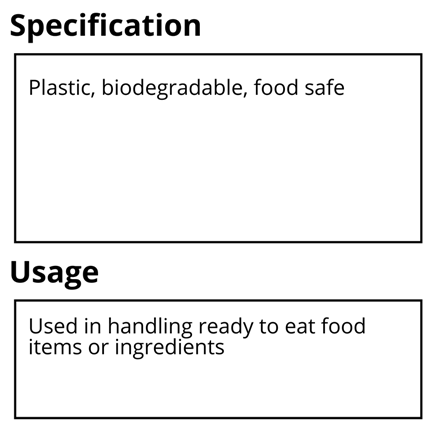 Specification
Plastic, biodegradable, food safe
Usage
Used in handling ready to eat food
items or ingredients